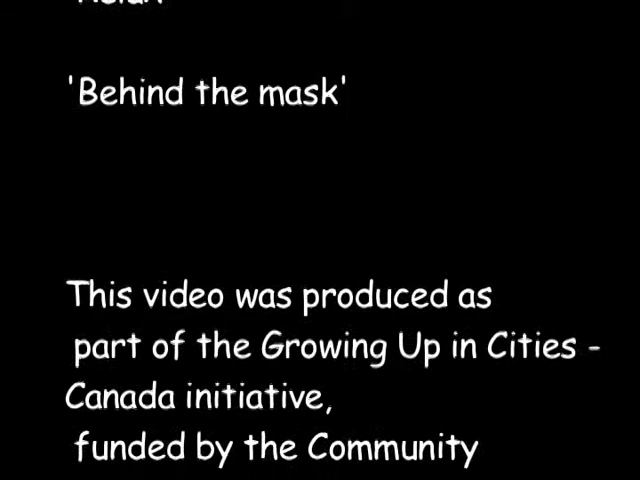 'Behind the mask'
This video was produced as
part of the Growing Up in Cities -
Canada initiative,
funded by the Community